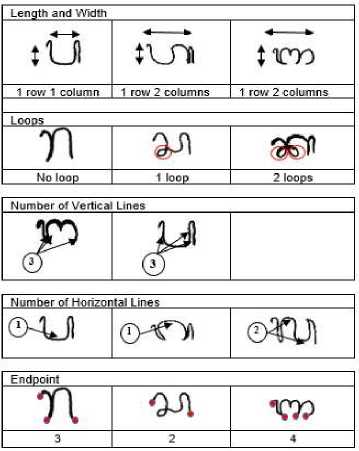 Length and Width
1 row 1 column 1 row 2 columns 1 row 2 columns
Loops
No loop 1 loop 2 loops
Number of Vertical Lines
3 3
Number of Horizontal Lines
1 1 2
Endpoint
3 2 4